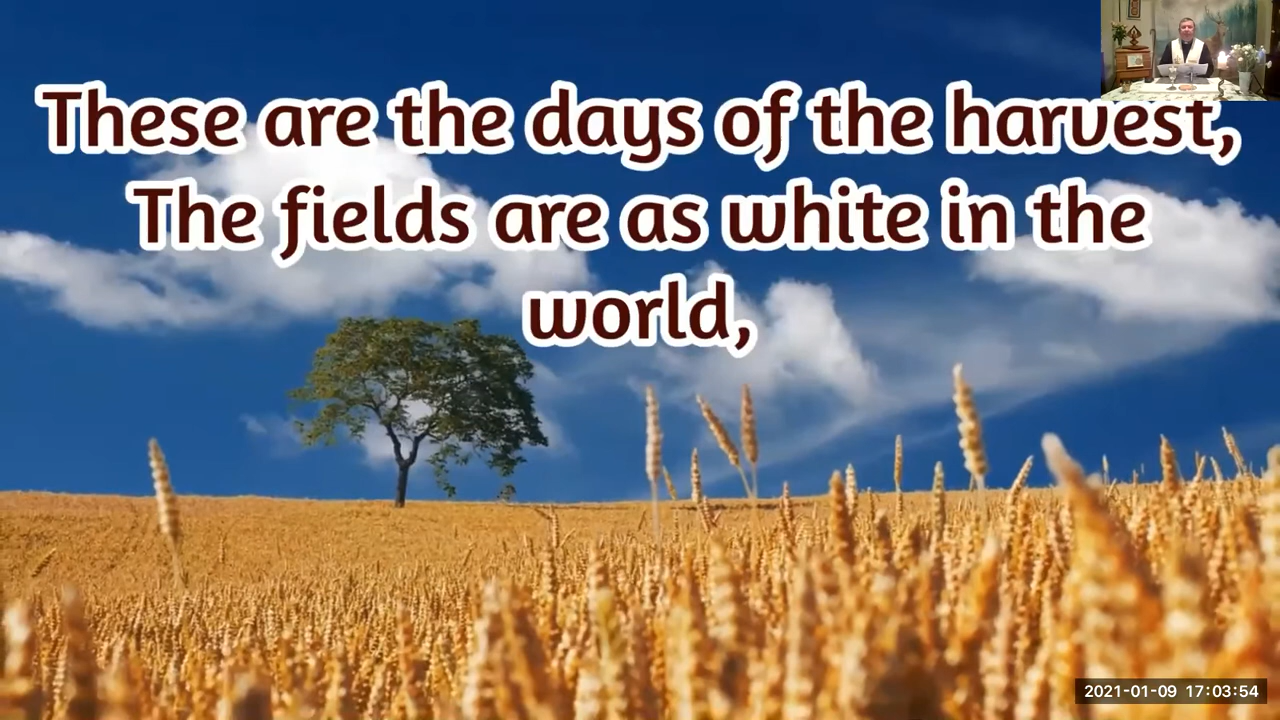 These are the days of the harvest,
The fields are as white in the
world,
2021-01-09 17:03:54